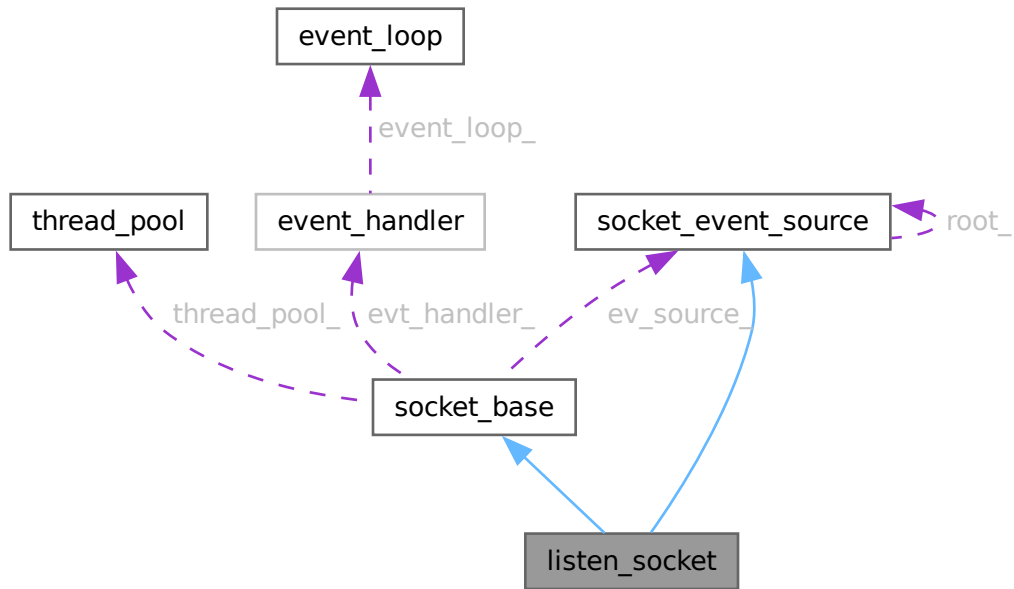 event_loop
event_loop_
thread_pool
event_handler
socket_event_source
root_
thread_pool_
evt_handler_
ev_source_
socket_base
listen_socket